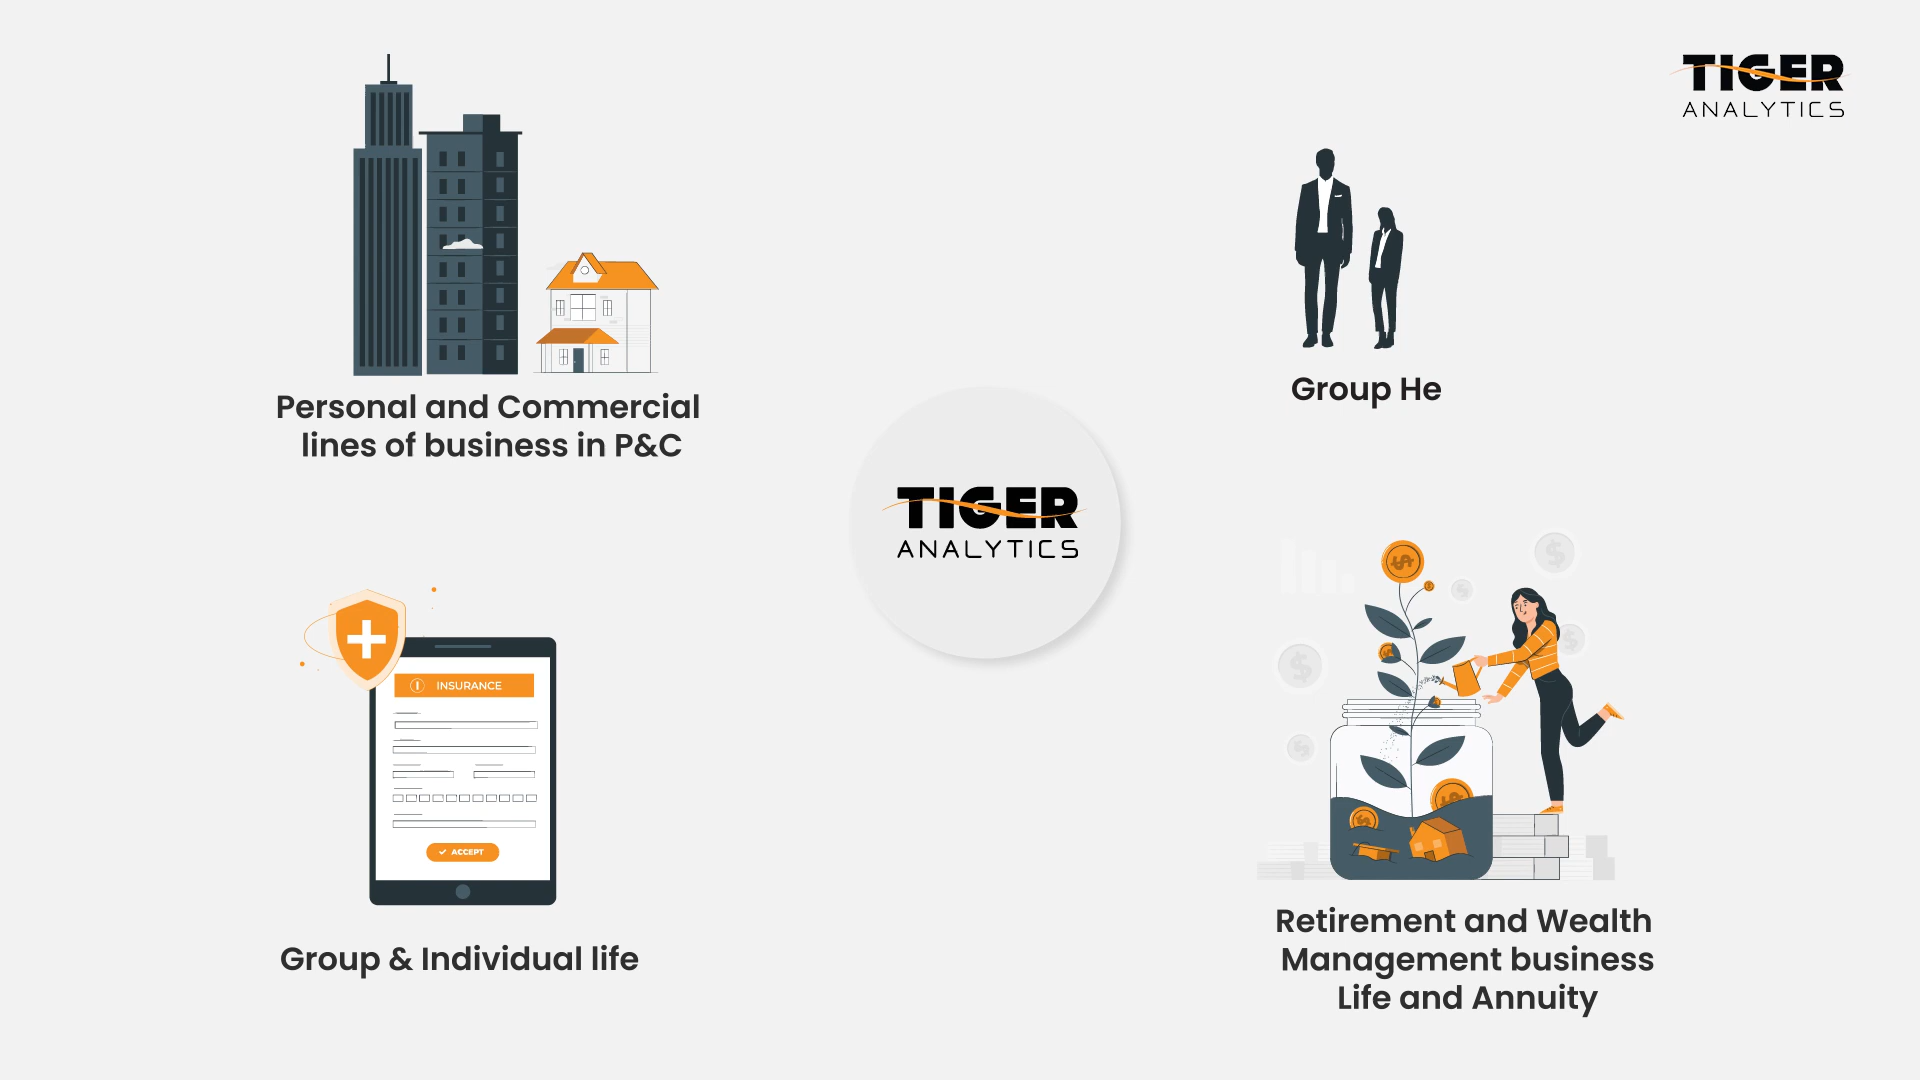 TIGER
ANALYTICS
Personal and Commercial
lines of business in P&C
Group He
TIGER
ANALYTICS
INSURANCE
ACCEPT
Group & Individual life
Retirement and Wealth
Management business
Life and Annuity